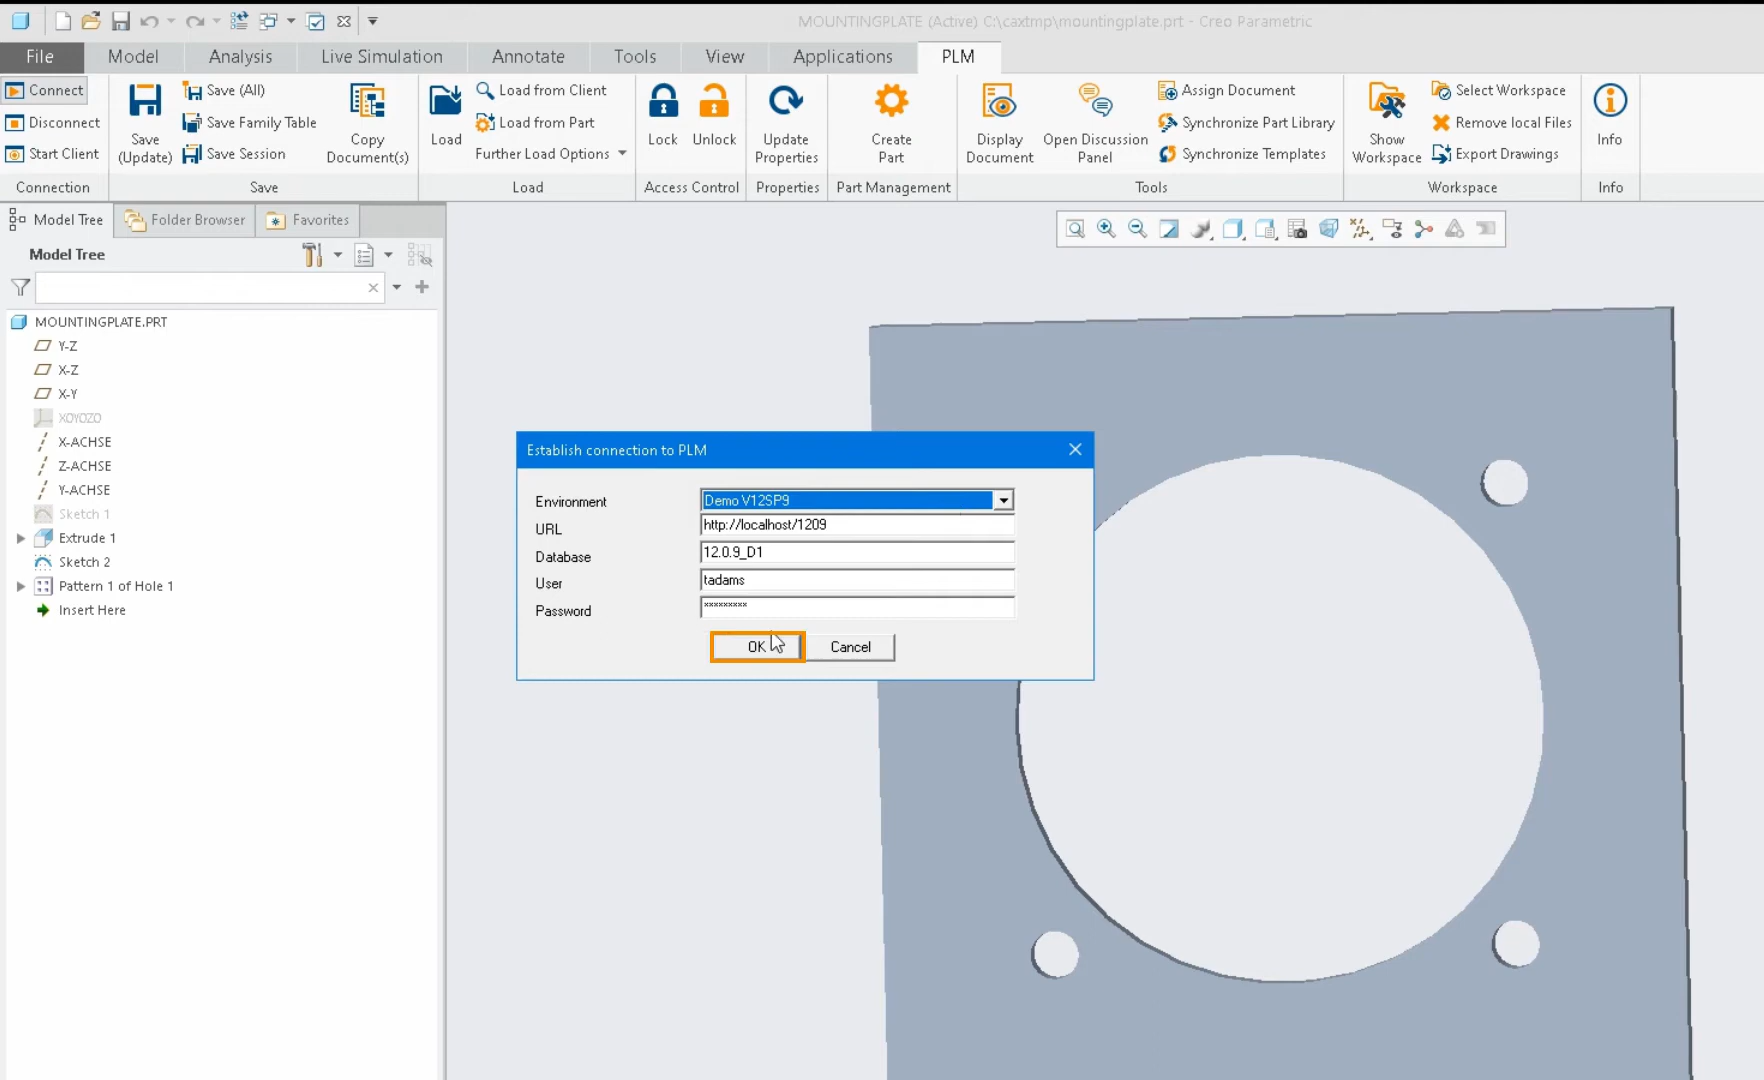 MOUNTINGPLATE (Active) C:\caxtmp\mountingplate.prt - Creo Parametric
File Model Analysis Live Simulation Annotate Tools View Applications PLM
Connect
Disconnect
Start Client
Connection
Save
(Update)
Save (All)
Save Family Table
Save Session
Copy
Document(s)
Save
Load
Load from Client
Load from Part
Further Load Options
Load
Lock
Unlock
Access Control
Update
Properties
Properties
Create
Part
Part Management
Display
Document
Open Discussion
Panel
Assign Document
Synchronize Part Library
Synchronize Templates
Tools
Show
Workspace
Select Workspace
Remove local Files
Export Drawings
Workspace
Info
Info
Model Tree Folder Browser Favorites
Model Tree
MOUNTINGPLATE.PRT
Y-Z
X-Z
X-Y
X0Y0Z0
X-ACHSE
Z-ACHSE
Y-ACHSE
Sketch 1
Extrude 1
Sketch 2
Pattern 1 of Hole 1
Insert Here
Establish connection to PLM
Environment Demo V12SP9
URL http://localhost/1209
Database 12.0.9_D1
User tadams
Password *********
OK Cancel